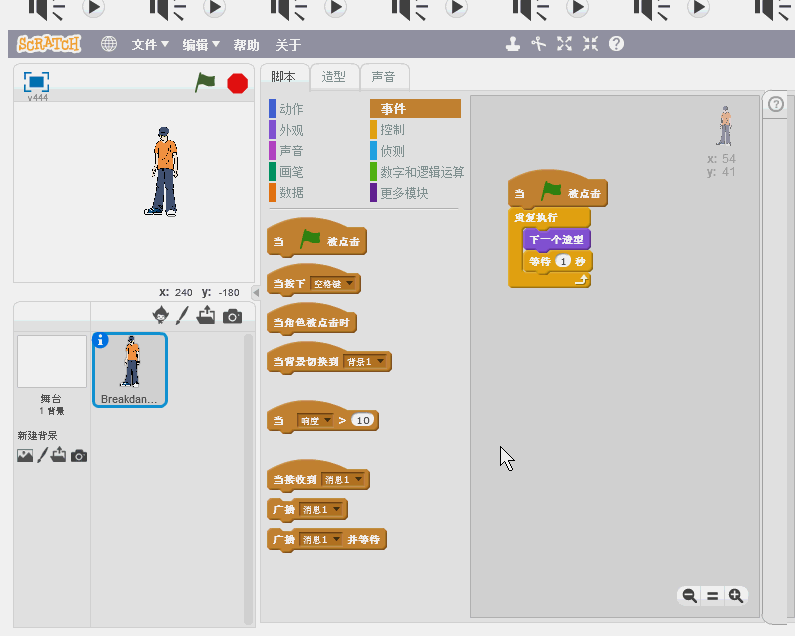 SCRATCH 文件 编辑 帮助 关于
v444
脚本 造型 声音
动作 事件
外观 控制
声音 侦测
画笔 数字和逻辑运算
数据 更多模块
x: 54
y: 41
当 被点击
重复执行
下一个造型
等待 1 秒
当 被点击
当按下 空格键
当角色被点击时
当背景切换到 背景1
当 响度 > 10
当接收到 消息1
广播 消息1
广播 消息1 并等待
x: 240 y: -180
舞台
1 背景
新建背景
Breakdan...